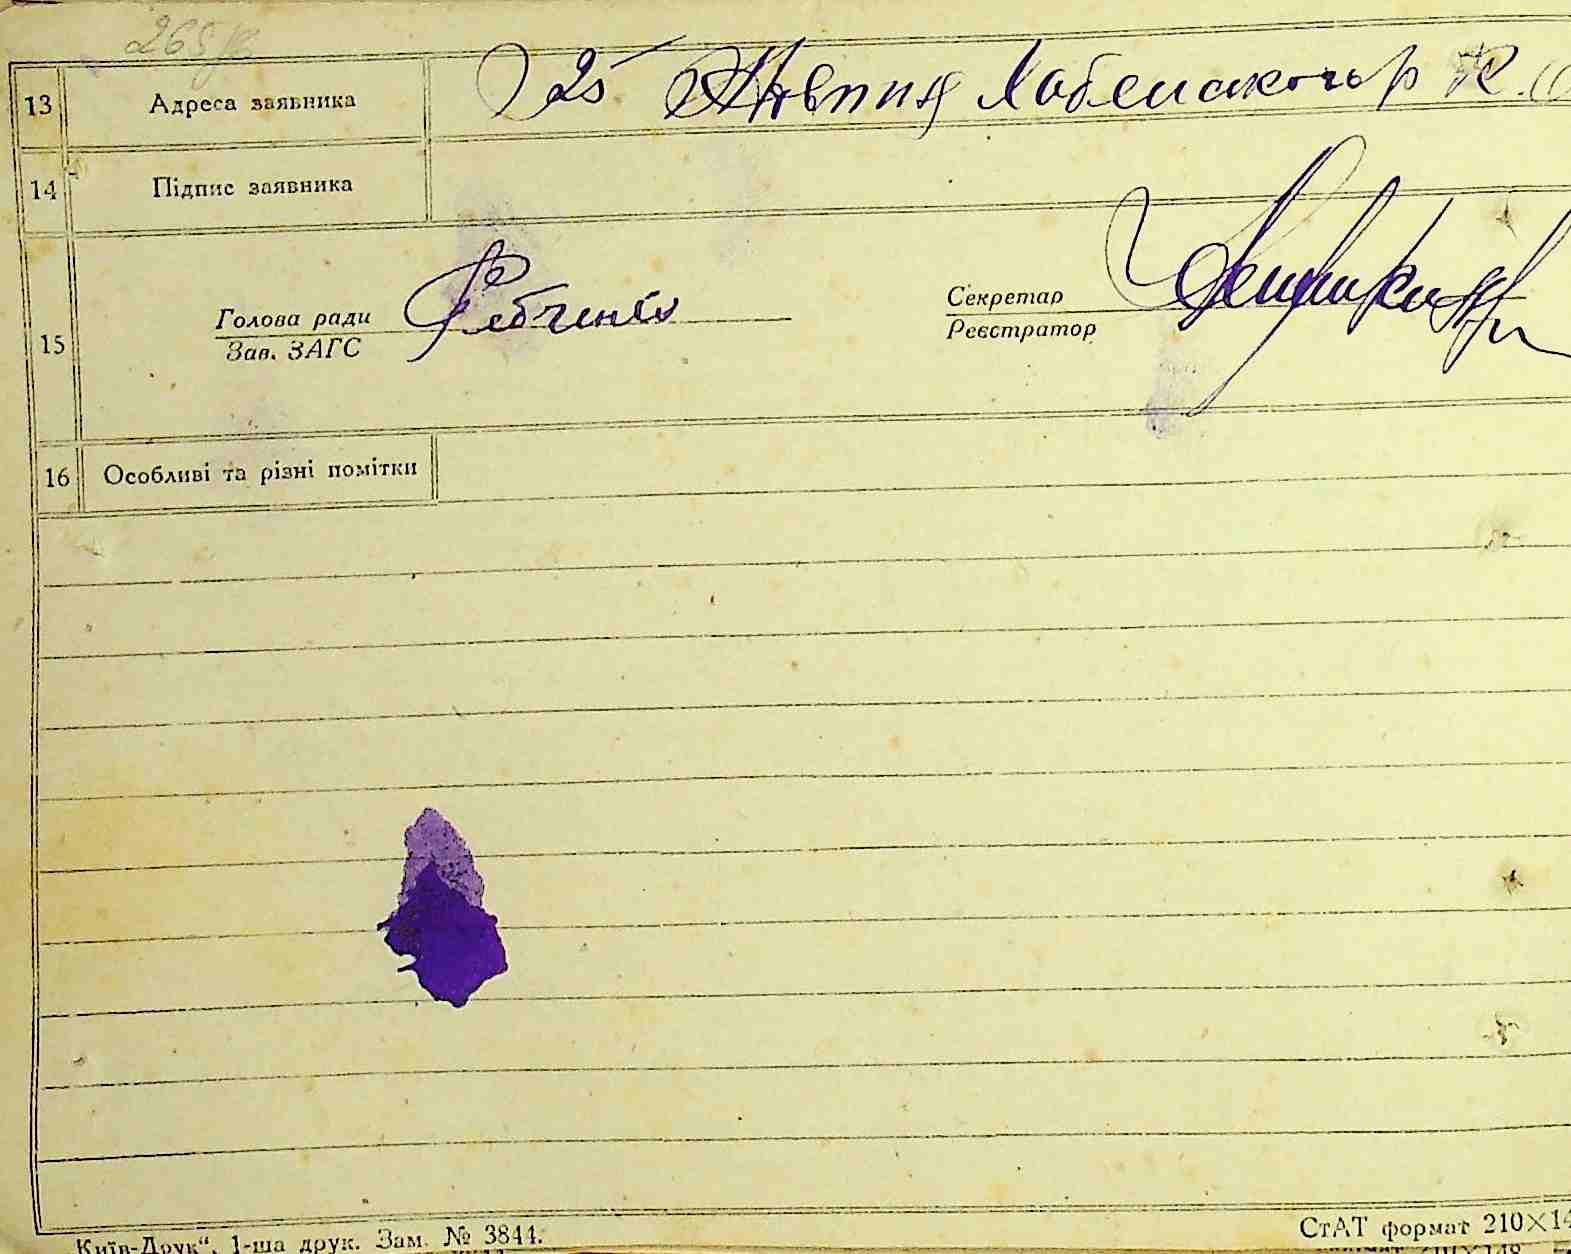 265
13 Адреса заявника 25 Жовтня
14 Підпис заявника
15 Голова ради
Зав. ЗАГС
Секретар
Реєстратор
16 Особливі та різні помітки
Київ-Друк“, 1-ша друк. Зам. № 3844.
СтАТ формат 210×14